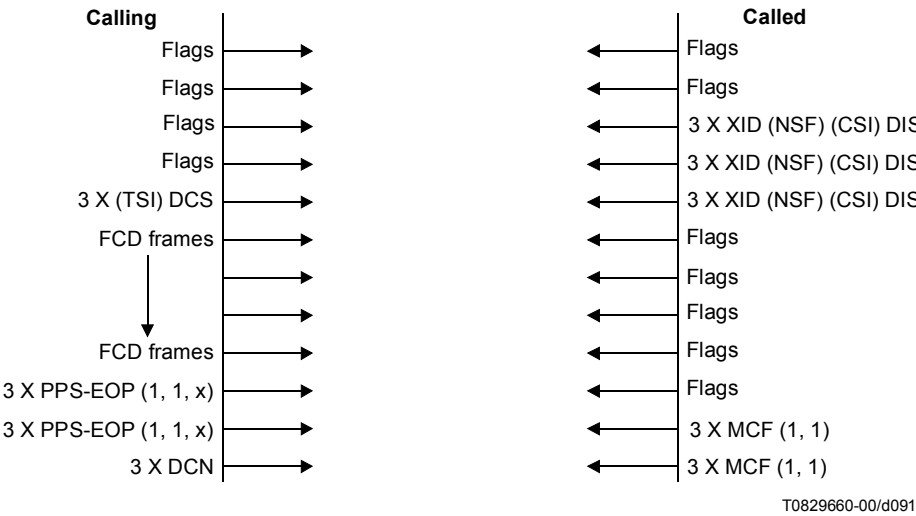 Calling Called
Flags Flags
Flags Flags
Flags 3 X XID (NSF) (CSI) DIS
Flags 3 X XID (NSF) (CSI) DIS
3 X (TSI) DCS 3 X XID (NSF) (CSI) DIS
FCD frames Flags
Flags
Flags
FCD frames Flags
3 X PPS-EOP (1, 1, x) Flags
3 X PPS-EOP (1, 1, x) 3 X MCF (1, 1)
3 X DCN 3 X MCF (1, 1)
T0829660-00/d091